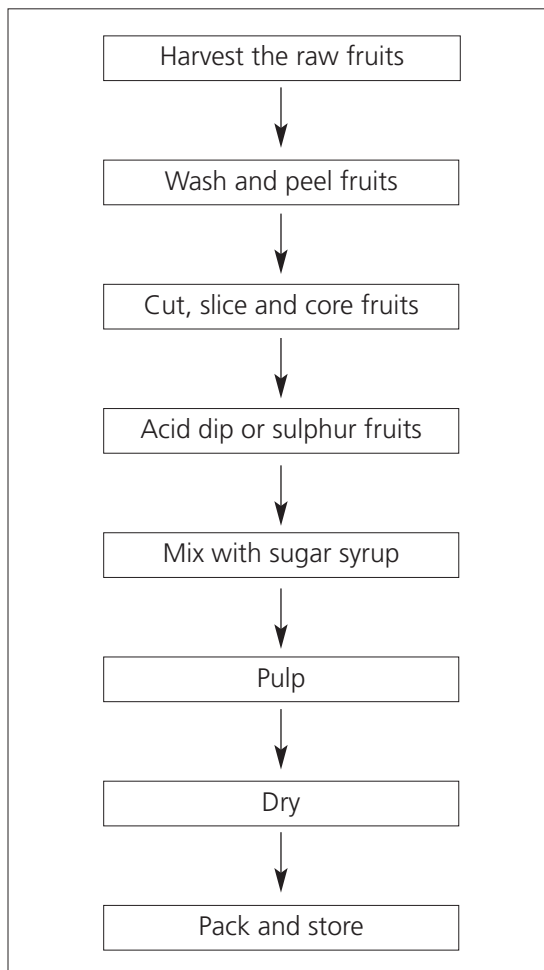 Harvest the raw fruits
Wash and peel fruits
Cut, slice and core fruits
Acid dip or sulphur fruits
Mix with sugar syrup
Pulp
Dry
Pack and store